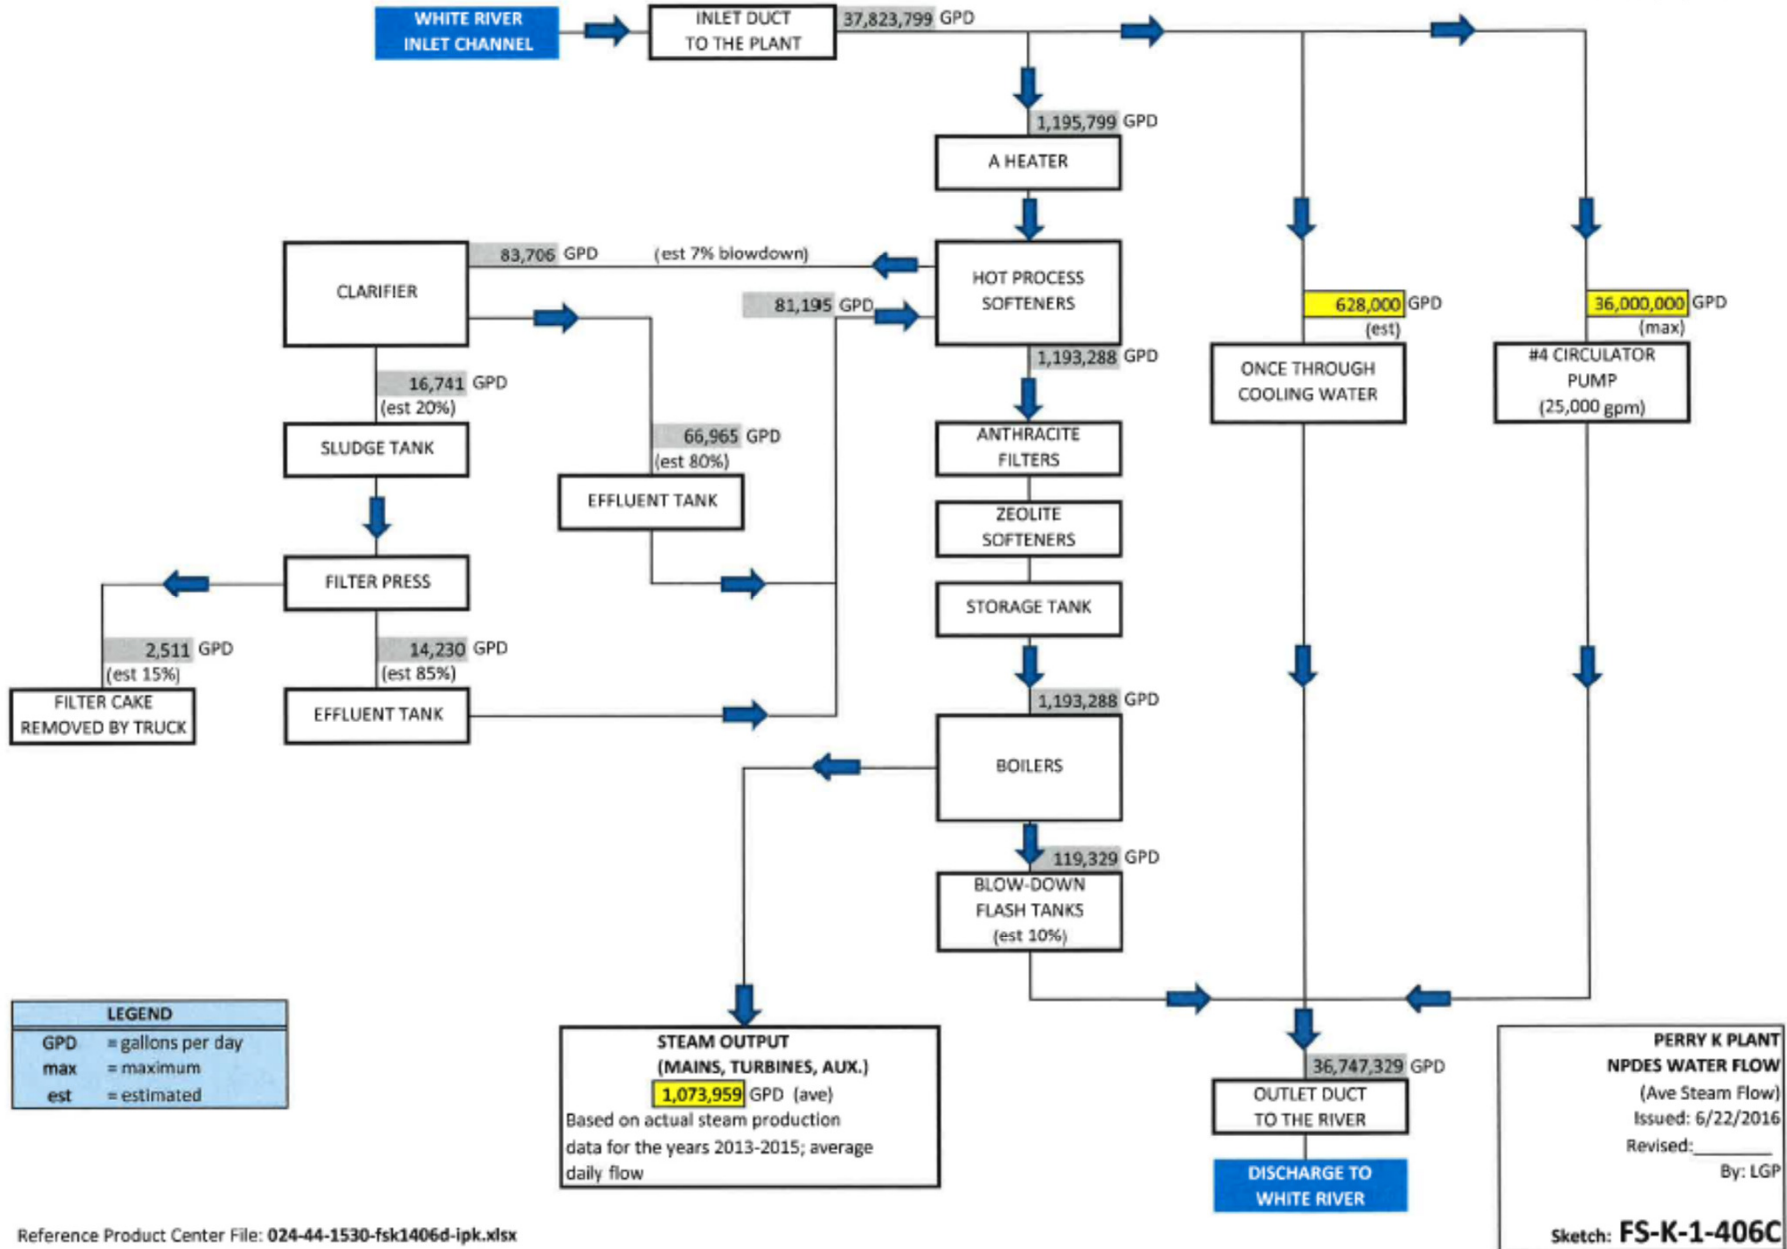 WHITE RIVER
INLET CHANNEL
INLET DUCT
TO THE PLANT
37,823,799 GPD
1,195,799 GPD
A HEATER
CLARIFIER
83,706 GPD (est 7% blowdown)
HOT PROCESS
SOFTENERS
81,195 GPD
628,000 GPD
(est)
36,000,000 GPD
(max)
1,193,288 GPD
ONCE THROUGH
COOLING WATER
#4 CIRCULATOR
PUMP
(25,000 gpm)
16,741 GPD
(est 20%)
SLUDGE TANK
66,965 GPD
(est 80%)
EFFLUENT TANK
ANTHRACITE
FILTERS
ZEOLITE
SOFTENERS
STORAGE TANK
FILTER PRESS
2,511 GPD
(est 15%)
14,230 GPD
(est 85%)
FILTER CAKE
REMOVED BY TRUCK
EFFLUENT TANK
1,193,288 GPD
BOILERS
119,329 GPD
BLOW-DOWN
FLASH TANKS
(est 10%)
LEGEND
GPD = gallons per day
max = maximum
est = estimated
STEAM OUTPUT
(MAINS, TURBINES, AUX.)
1,073,959 GPD (ave)
Based on actual steam production
data for the years 2013-2015; average
daily flow
36,747,329 GPD
OUTLET DUCT
TO THE RIVER
DISCHARGE TO
WHITE RIVER
PERRY K PLANT
NPDES WATER FLOW
(Ave Steam Flow)
Issued: 6/22/2016
Revised:________
By: LGP
Sketch: FS-K-1-406C
Reference Product Center File: 024-44-1530-fsk1406d-ipk.xlsx